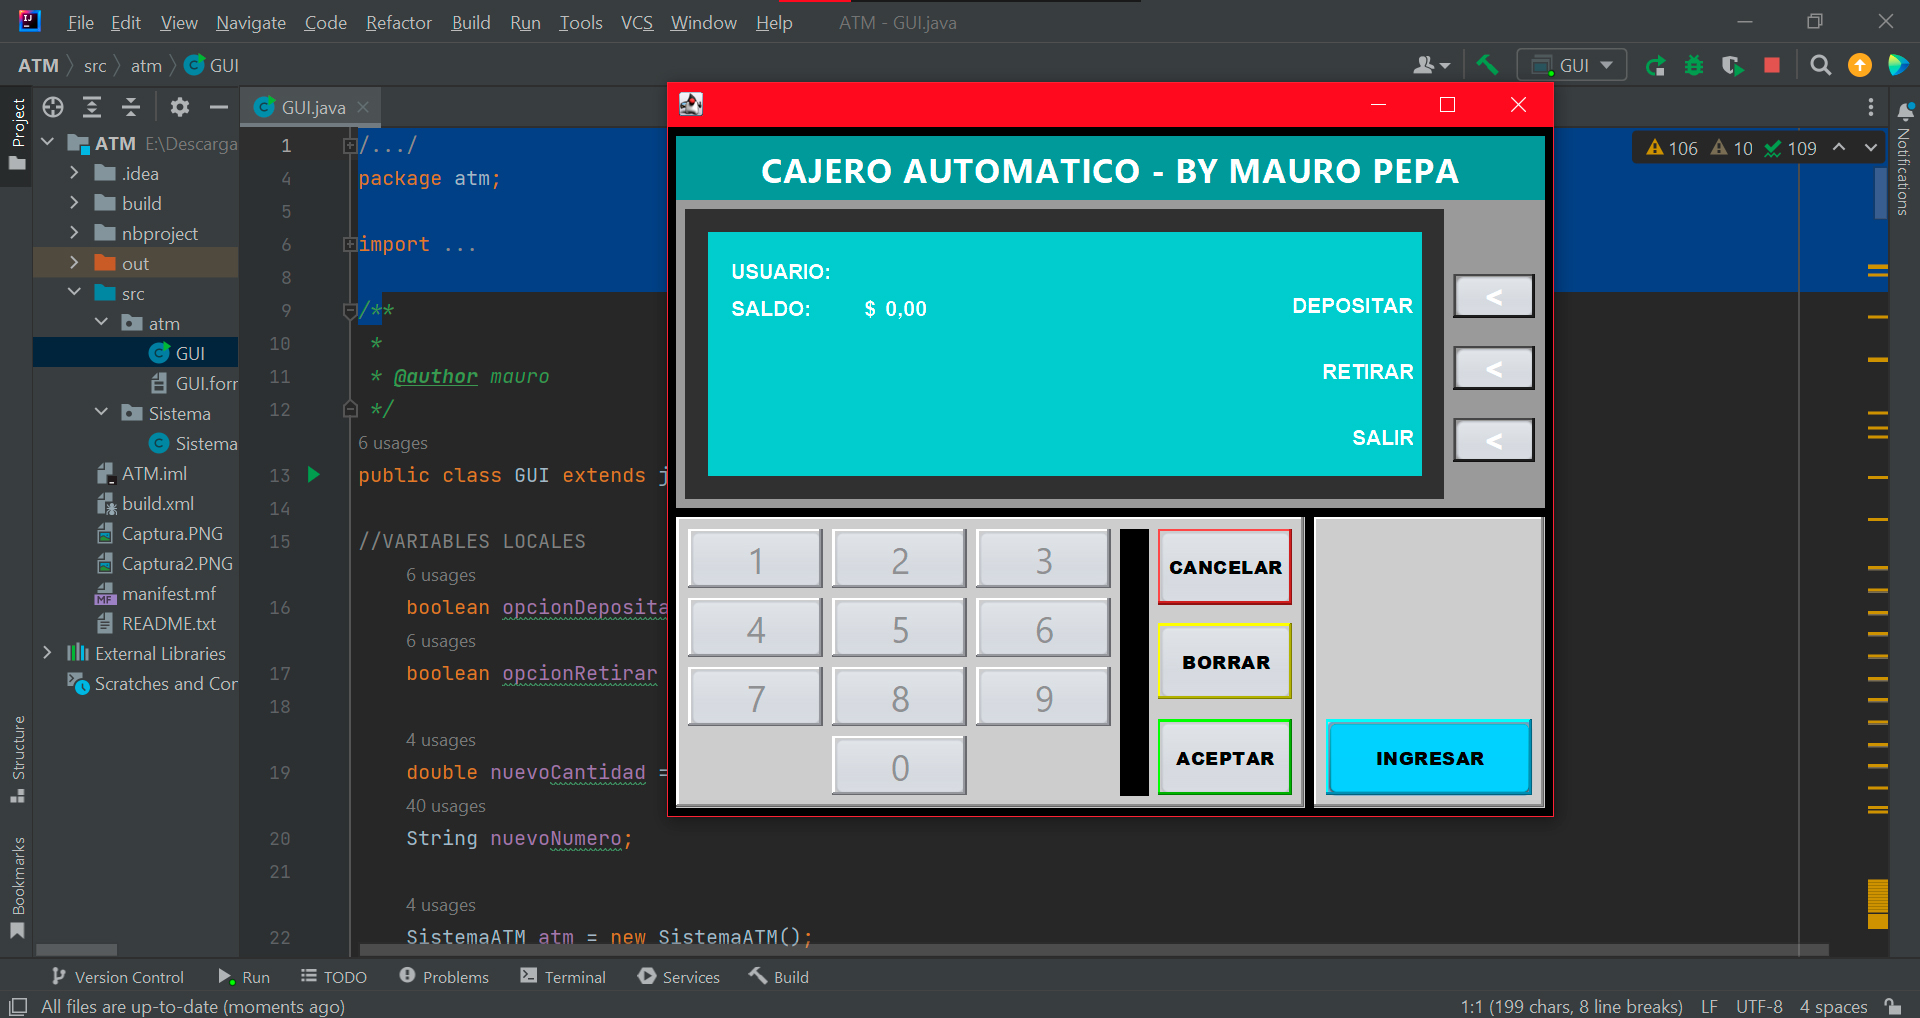 File Edit View Navigate Code Refactor Build Run Tools VCS Window Help ATM - GUI.java
ATM src atm GUI
GUI
Project
GUI.java
ATM E:\Descarga
.idea
build
nbproject
out
src
atm
GUI
GUI.forr
Sistema
Sistema
ATM.iml
build.xml
Captura.PNG
Captura2.PNG
manifest.mf
README.txt
External Libraries
Scratches and Cor
Structure
Bookmarks
1 /.../
4 package atm;
5
6 import ...
8
9 /**
10 *
11 * @author mauro
12 */
6 usages
13 public class GUI extends j
14
15 //VARIABLES LOCALES
6 usages
16 boolean opcionDeposita
6 usages
17 boolean opcionRetirar
18
4 usages
19 double nuevoCantidad =
40 usages
20 String nuevoNumero;
21
4 usages
22 SistemaATM atm = new SistemaATM();
106 10 109
Notifications
CAJERO AUTOMATICO - BY MAURO PEPA
USUARIO:
SALDO: $ 0,00
DEPOSITAR <
RETIRAR <
SALIR <
1 2 3
4 5 6
7 8 9
0
CANCELAR
BORRAR
ACEPTAR
INGRESAR
Version Control Run TODO Problems Terminal Services Build
All files are up-to-date (moments ago) 1:1 (199 chars, 8 line breaks) LF UTF-8 4 spaces